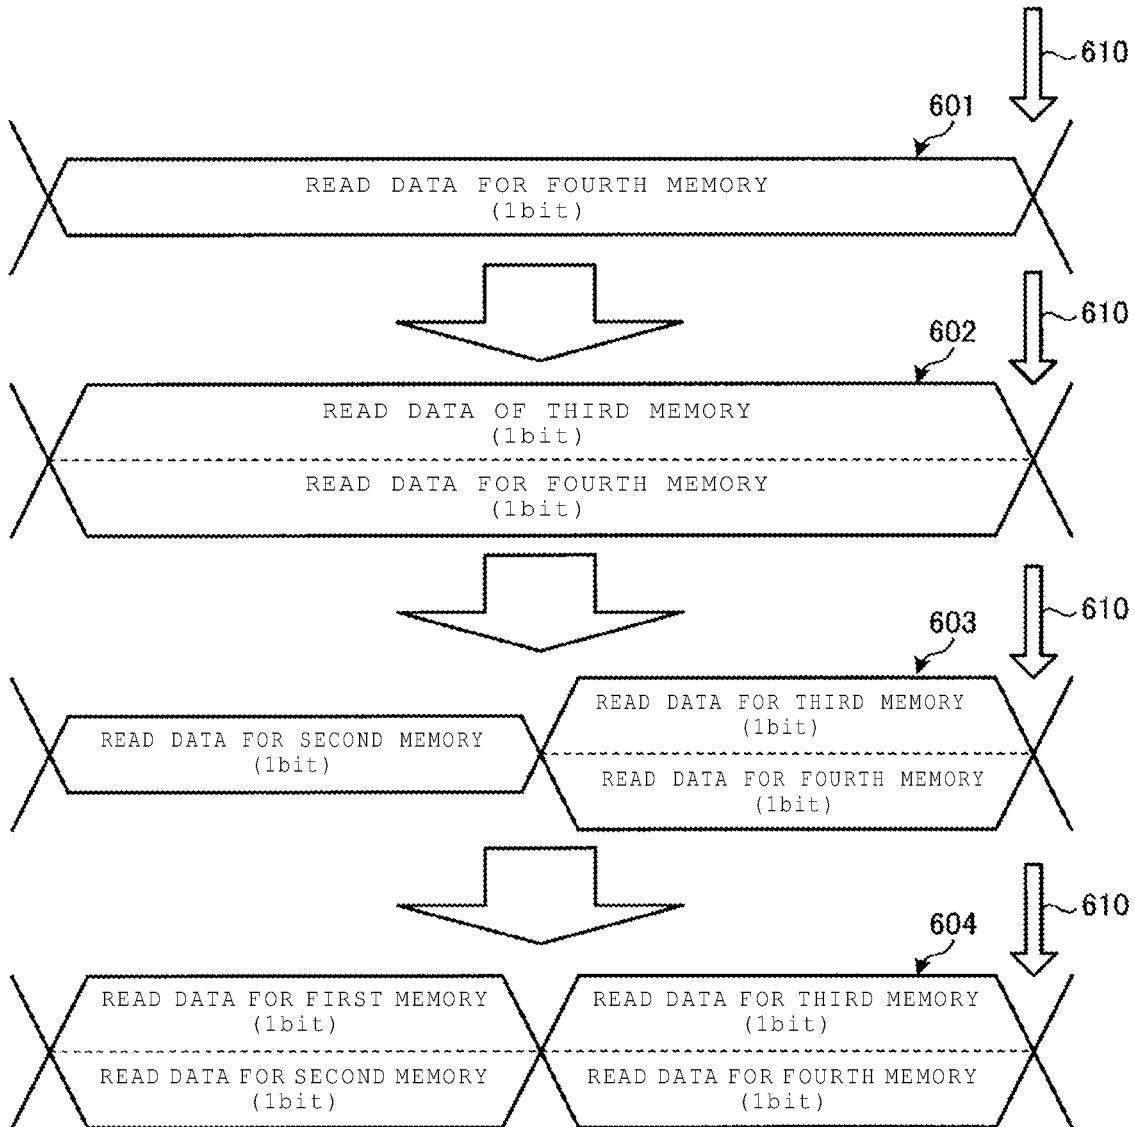 610
601
READ DATA FOR FOURTH MEMORY
(1bit)
610
602
READ DATA OF THIRD MEMORY
(1bit)
READ DATA FOR FOURTH MEMORY
(1bit)
610
603
READ DATA FOR THIRD MEMORY
(1bit)
READ DATA FOR SECOND MEMORY
(1bit)
READ DATA FOR FOURTH MEMORY
(1bit)
610
604
READ DATA FOR FIRST MEMORY
(1bit)
READ DATA FOR THIRD MEMORY
(1bit)
READ DATA FOR SECOND MEMORY
(1bit)
READ DATA FOR FOURTH MEMORY
(1bit)